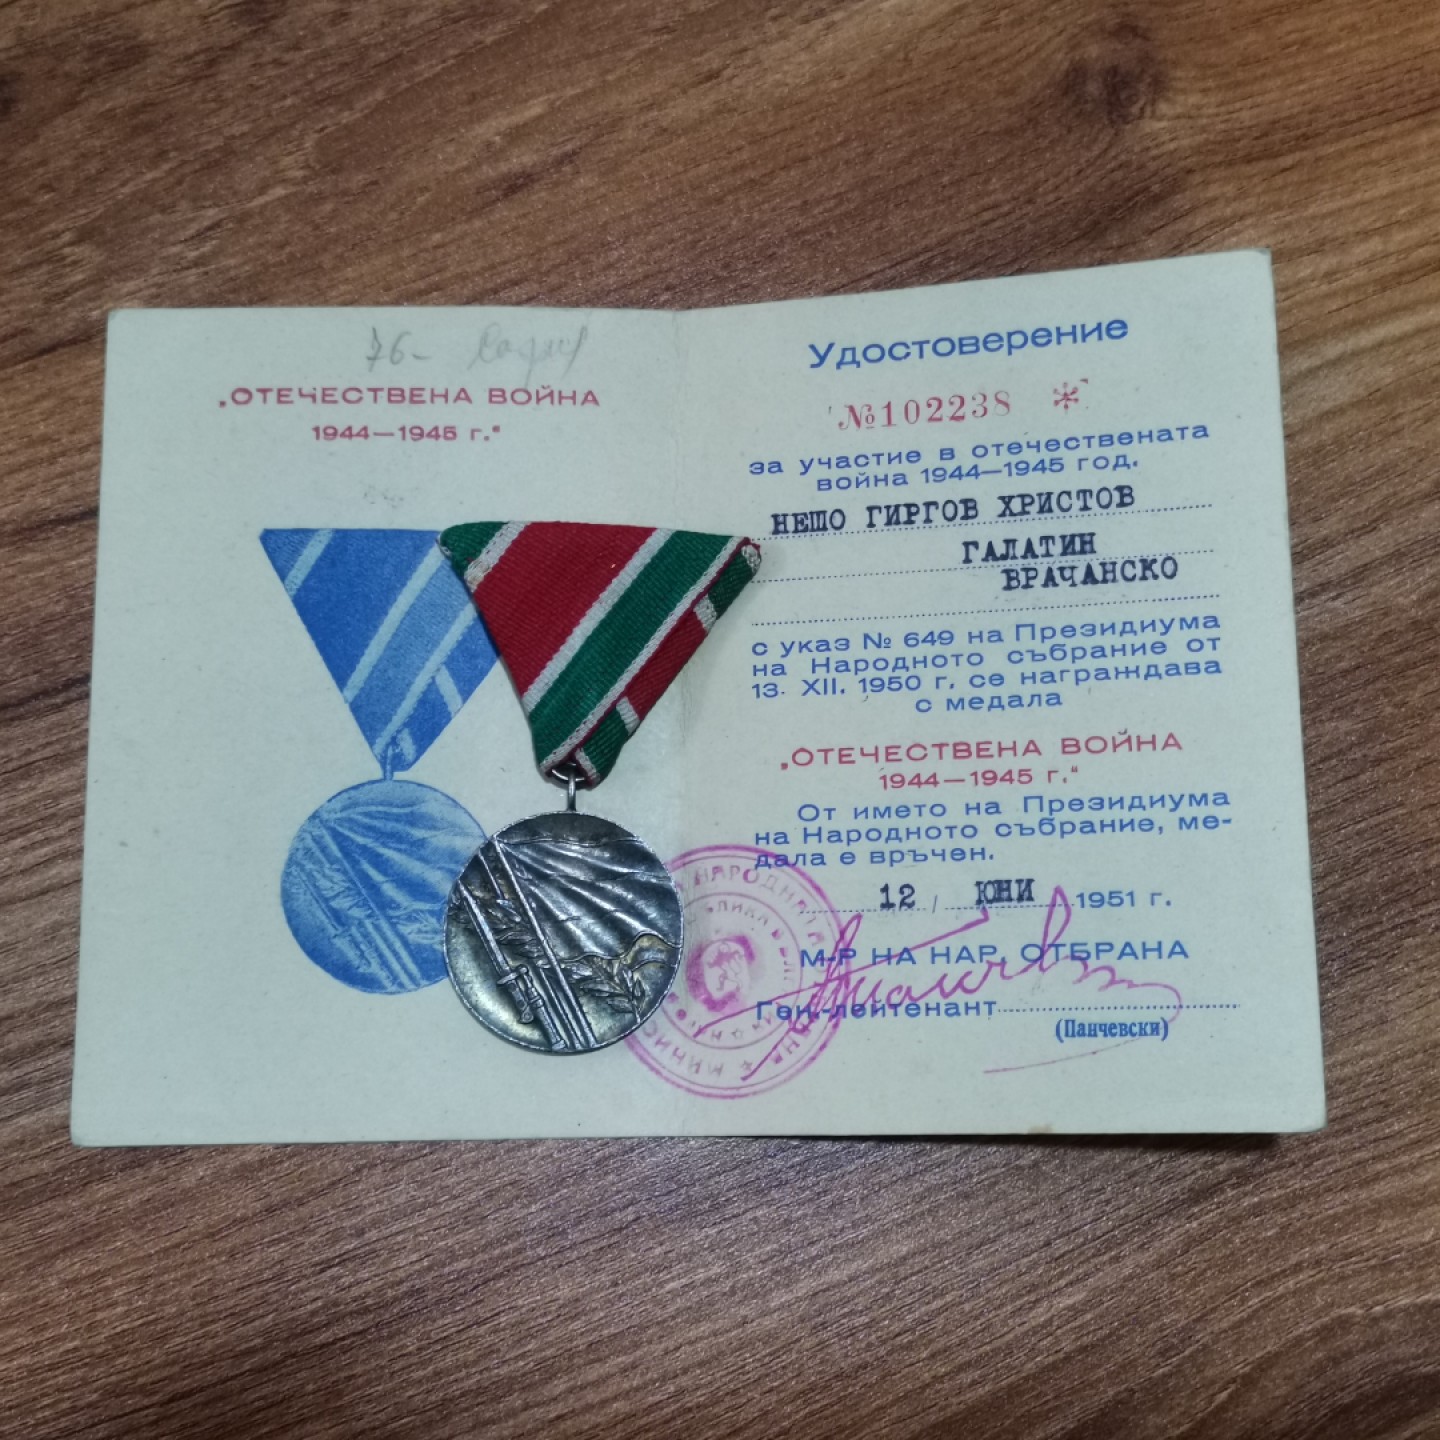 76-
„ОТЕЧЕСТВЕНА ВОЙНА
1944—1945 г.“
Удостоверение
№102238 *
за участие в отечествената
война 1944—1945 год.
НЕШО ГИРГОВ ХРИСТОВ
ГАЛАТИН
ВРАЧАНСКО
с указ № 649 на Президиума
на Народното събрание от
13. XII. 1950 г. се награждава
с медала
„ОТЕЧЕСТВЕНА ВОЙНА
1944—1945 г.“
От името на Президиума
на Народното събрание, ме-
дала е връчен.
12 / ЮНИ 1951 г.
М-Р НА НАР. ОТБРАНА
Ген.-лейтенант
(Панчевски)